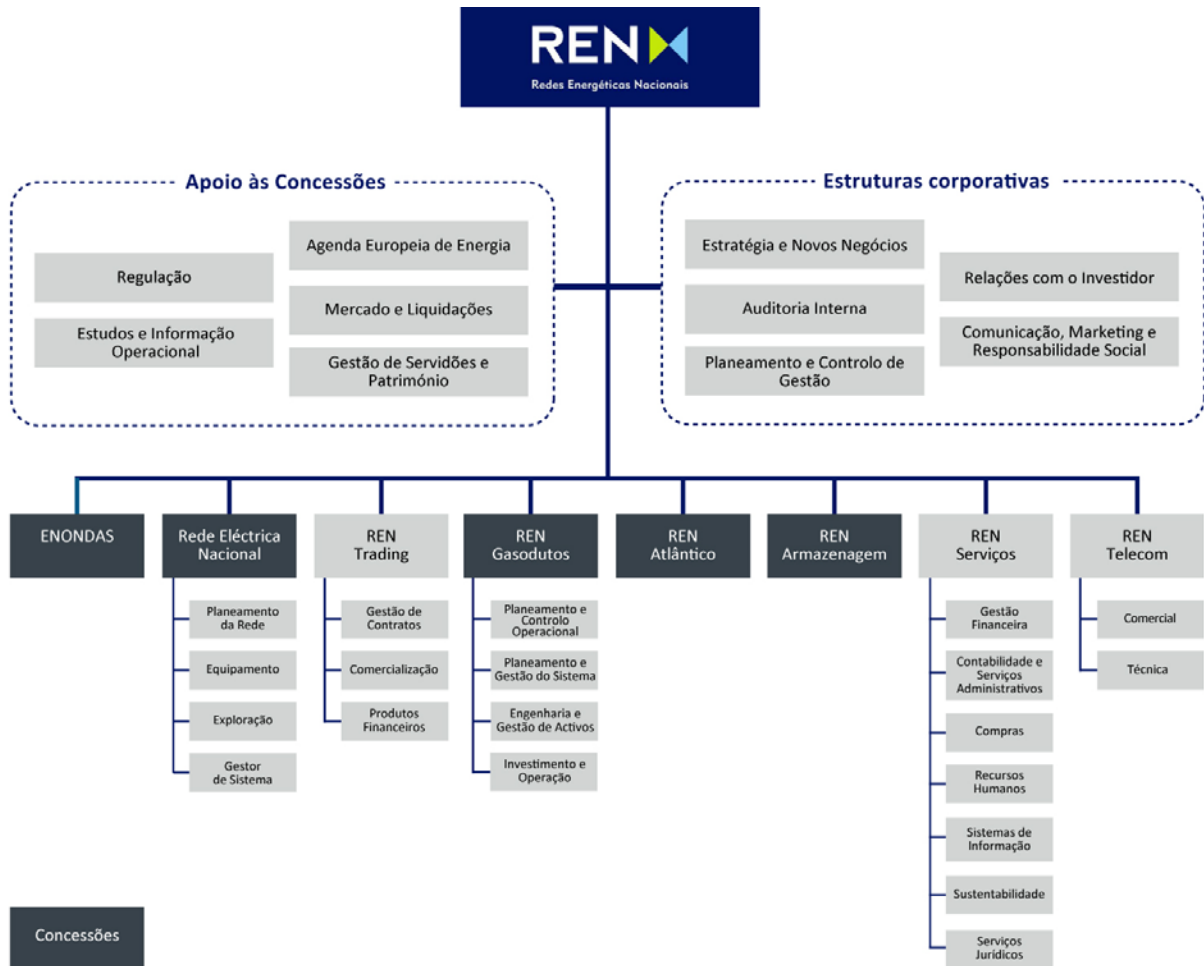 REN
Redes Energéticas Nacionais
Apoio às Concessões
Regulação
Estudos e Informação
Operacional
Agenda Europeia de Energia
Mercado e Liquidações
Gestão de Servidões e
Património
Estruturas corporativas
Estratégia e Novos Negócios
Auditoria Interna
Planeamento e Controlo de
Gestão
Relações com o Investidor
Comunicação, Marketing e
Responsabilidade Social
ENONDAS
Rede Eléctrica
Nacional
Planeamento
da Rede
Equipamento
Exploração
Gestor
de Sistema
REN
Trading
Gestão de
Contratos
Comercialização
Produtos
Financeiros
REN
Gasodutos
Planeamento e
Controlo
Operacional
Planeamento e
Gestão do Sistema
Engenharia e
Gestão de Activos
Investimento e
Operação
REN
Atlântico
REN
Armazenagem
REN
Serviços
Gestão
Financeira
Contabilidade e
Serviços
Administrativos
Compras
Recursos
Humanos
Sistemas de
Informação
Sustentabilidade
Serviços
Jurídicos
REN
Telecom
Comercial
Técnica
Concessões